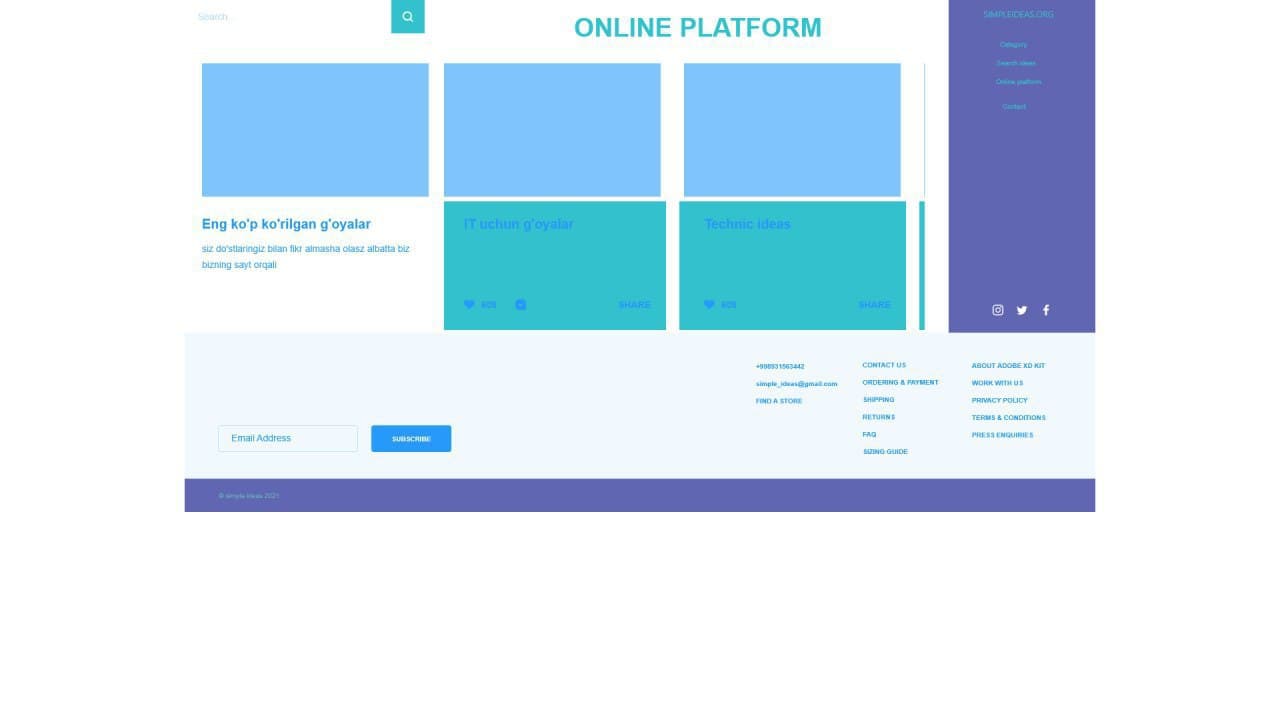 Search...
ONLINE PLATFORM
SIMPLEIDEAS.ORG
Category
Search ideas
Online platform
Contact
Eng ko'p ko'rilgan g'oyalar
siz do'stlaringiz bilan fikr almasha olasz albatta biz
bizning sayt orqali
IT uchun g'oyalar
605
SHARE
Technic ideas
605
SHARE
+998931563442
simple_ideas@gmail.com
FIND A STORE
CONTACT US
ORDERING & PAYMENT
SHIPPING
RETURNS
FAQ
SIZING GUIDE
ABOUT ADOBE XD KIT
WORK WITH US
PRIVACY POLICY
TERMS & CONDITIONS
PRESS ENQUIRIES
Email Address
SUBSCRIBE
© simple ideas 2021